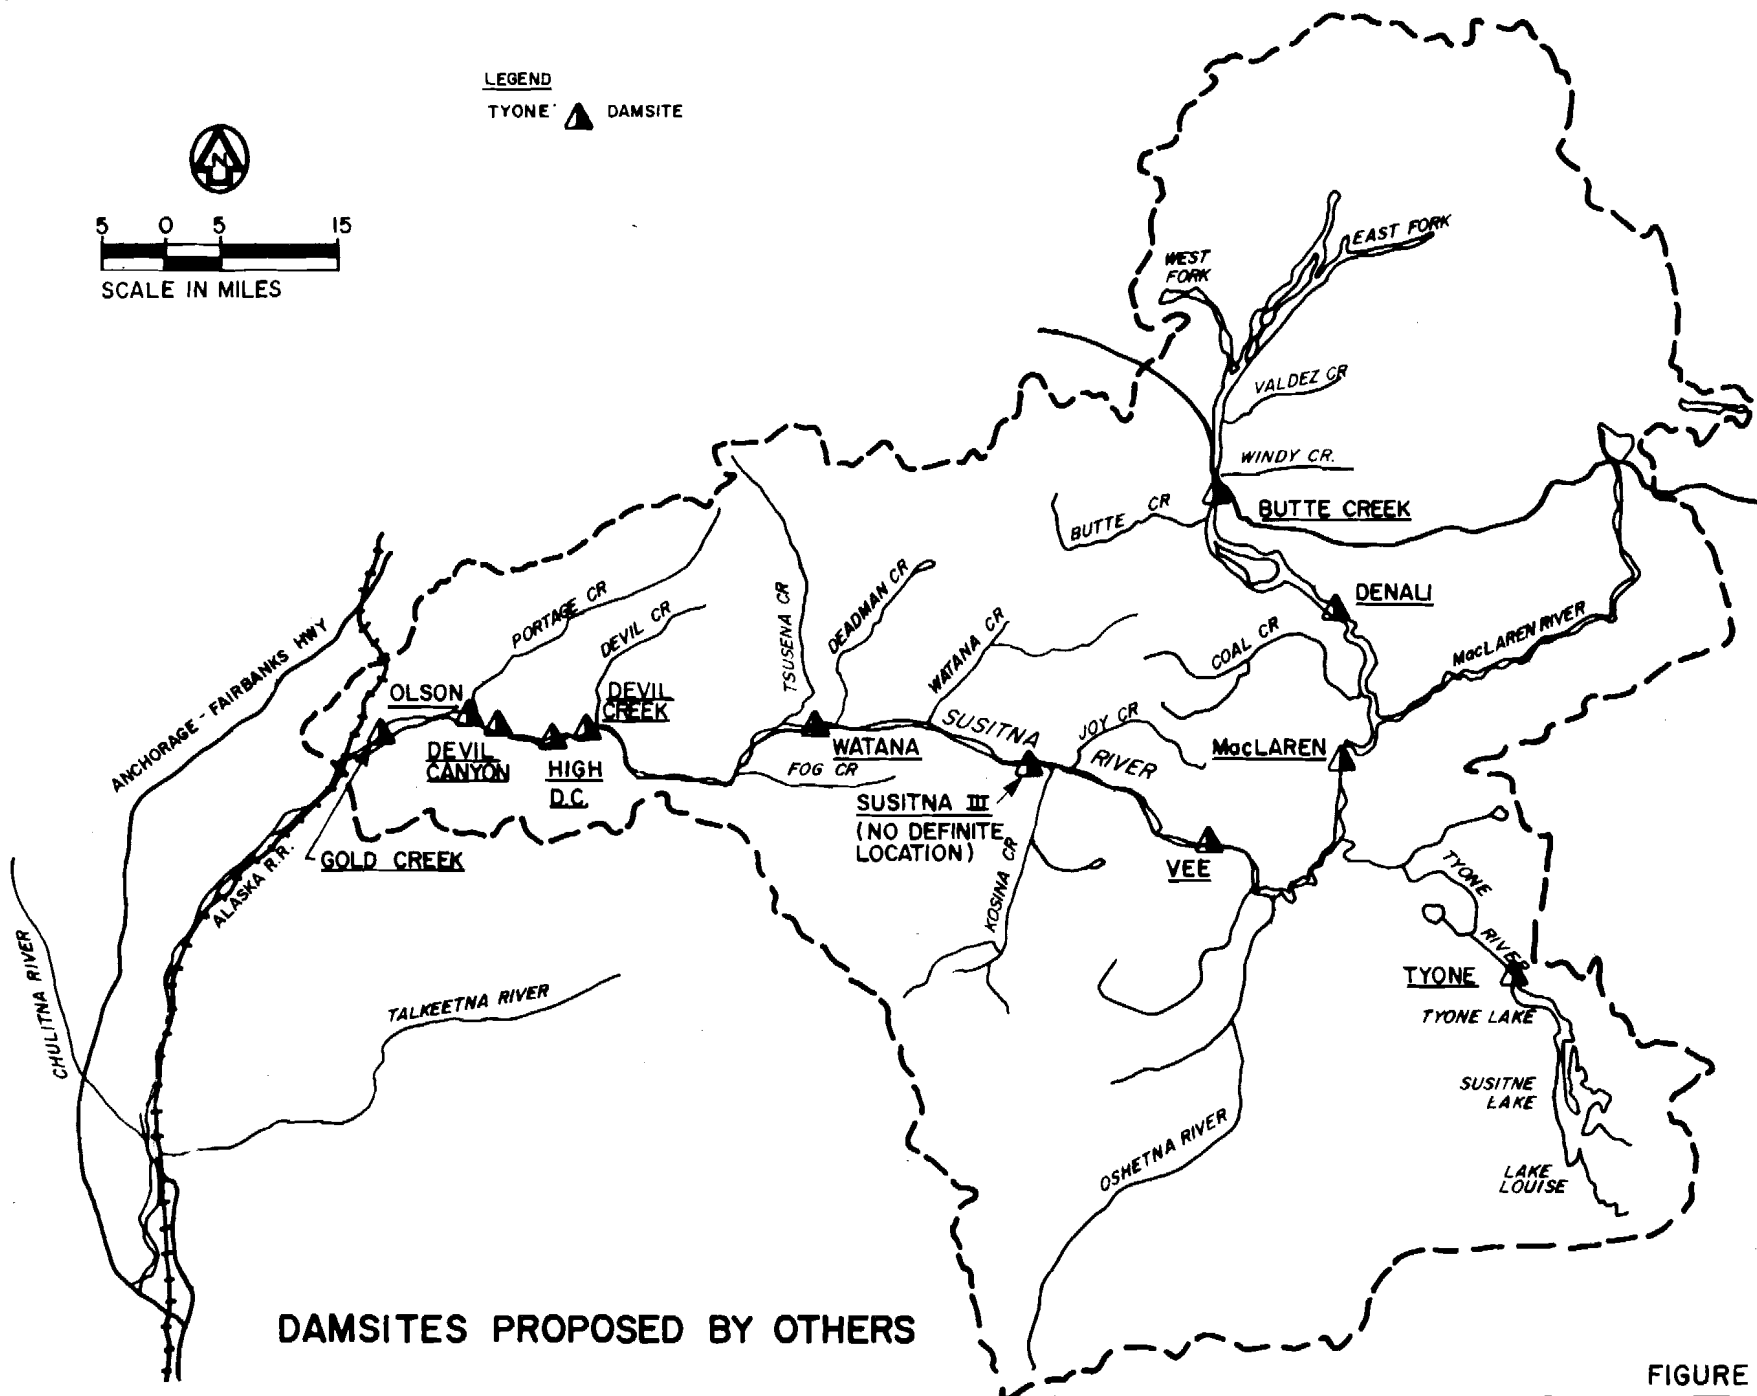 LEGEND
TYONE
DAMSITE
N
5 0 5 15
SCALE IN MILES
EAST FORK
WEST
FORK
VALDEZ CR
WINDY CR.
BUTTE CREEK
BUTTE CR
DENALI
MacLAREN RIVER
COAL CR
PORTAGE CR
DEVIL CR
TSUSENA CR
DEADMAN CR
WATANA CR
ANCHORAGE - FAIRBANKS HWY
OLSON
DEVIL
CREEK
DEVIL
CANYON
HIGH
D.C.
WATANA
SUSITNA
RIVER
JOY CR
MacLAREN
FOG CR
SUSITNA III
(NO DEFINITE
LOCATION)
GOLD CREEK
ALASKA R.R.
VEE
KOSINA CR
TYONE
RIVER
TYONE
TYONE LAKE
CHULITNA RIVER
TALKEETNA RIVER
SUSITNE
LAKE
OSHETNA RIVER
LAKE
LOUISE
DAMSITES PROPOSED BY OTHERS
FIGURE